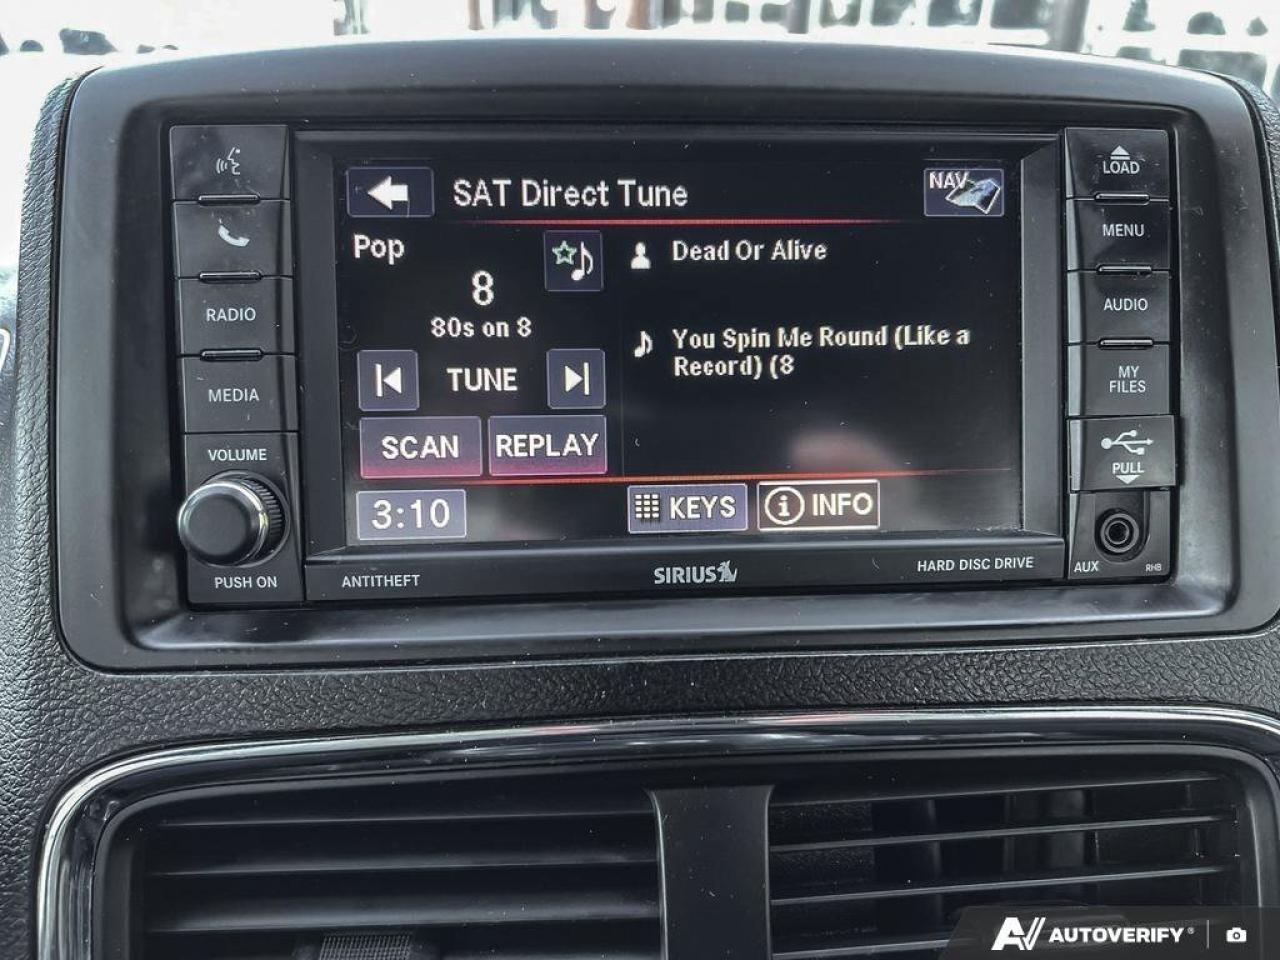 SAT Direct Tune
NAV
Pop
8
80s on 8
TUNE
SCAN
REPLAY
3:10
Dead Or Alive
You Spin Me Round (Like a
Record) (8
KEYS
INFO
RADIO
MEDIA
VOLUME
PUSH ON
LOAD
MENU
AUDIO
MY
FILES
PULL
AUX
RHB
ANTITHEFT
SIRIUS
HARD DISC DRIVE
AUTOVERIFY